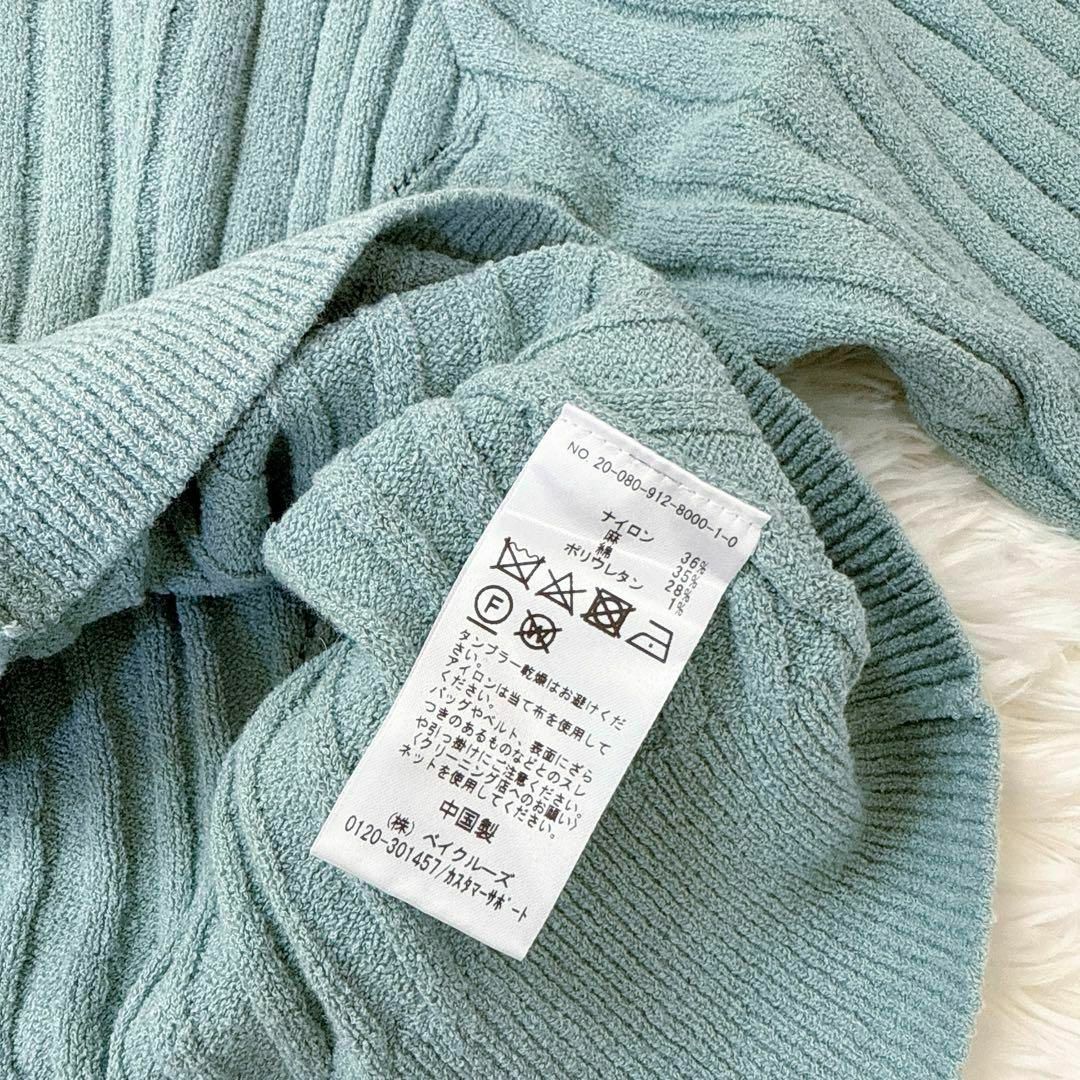 NO 20-080-912-8000-1-0
ナイロン 36%
麻 35%
綿 28%
ポリウレタン 1%
F
W
タンブラー乾燥はお避けくだ
さい。
アイロンは当て布を使用して
ください。
バッグやベルト、表面にざら
つきのあるものなどとのスレ
や引っ掛けにご注意ください。
〈クリーニング店へのお願い〉
ネットを使用してください。
中国製
(株) ベイクルーズ
0120-301457/カスタマーサポート